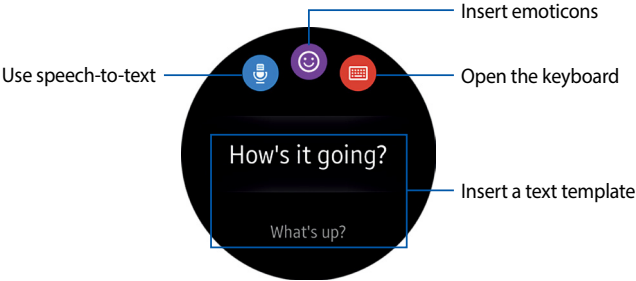 Insert emoticons
Use speech-to-text
Open the keyboard
How's it going?
Insert a text template
What's up?